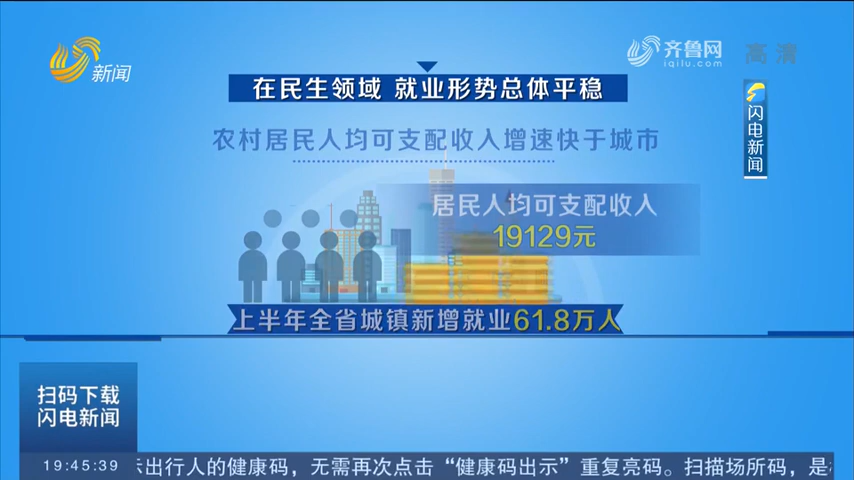 新闻
齐鲁网
iqilu.com
高清
闪电新闻
在民生领域 就业形势总体平稳
农村居民人均可支配收入增速快于城市
居民人均可支配收入
19129元
上半年全省城镇新增就业61.8万人
扫码下载
闪电新闻
19:45:39
示出行人的健康码，无需再次点击“健康码出示”重复亮码。扫描场所码，是